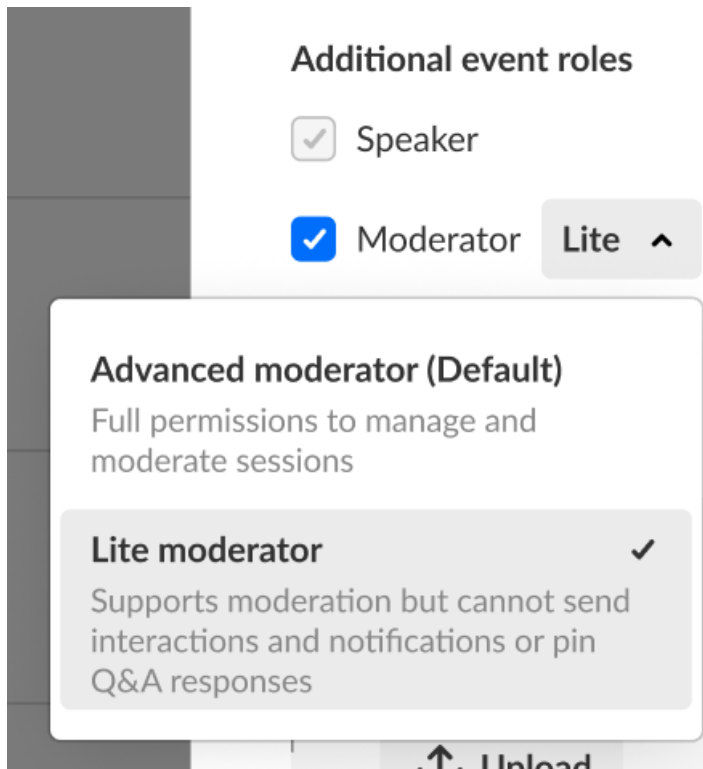 Additional event roles
Speaker
Moderator Lite
Advanced moderator (Default)
Full permissions to manage and
moderate sessions
Lite moderator
Supports moderation but cannot send
interactions and notifications or pin
Q&A responses
Upload